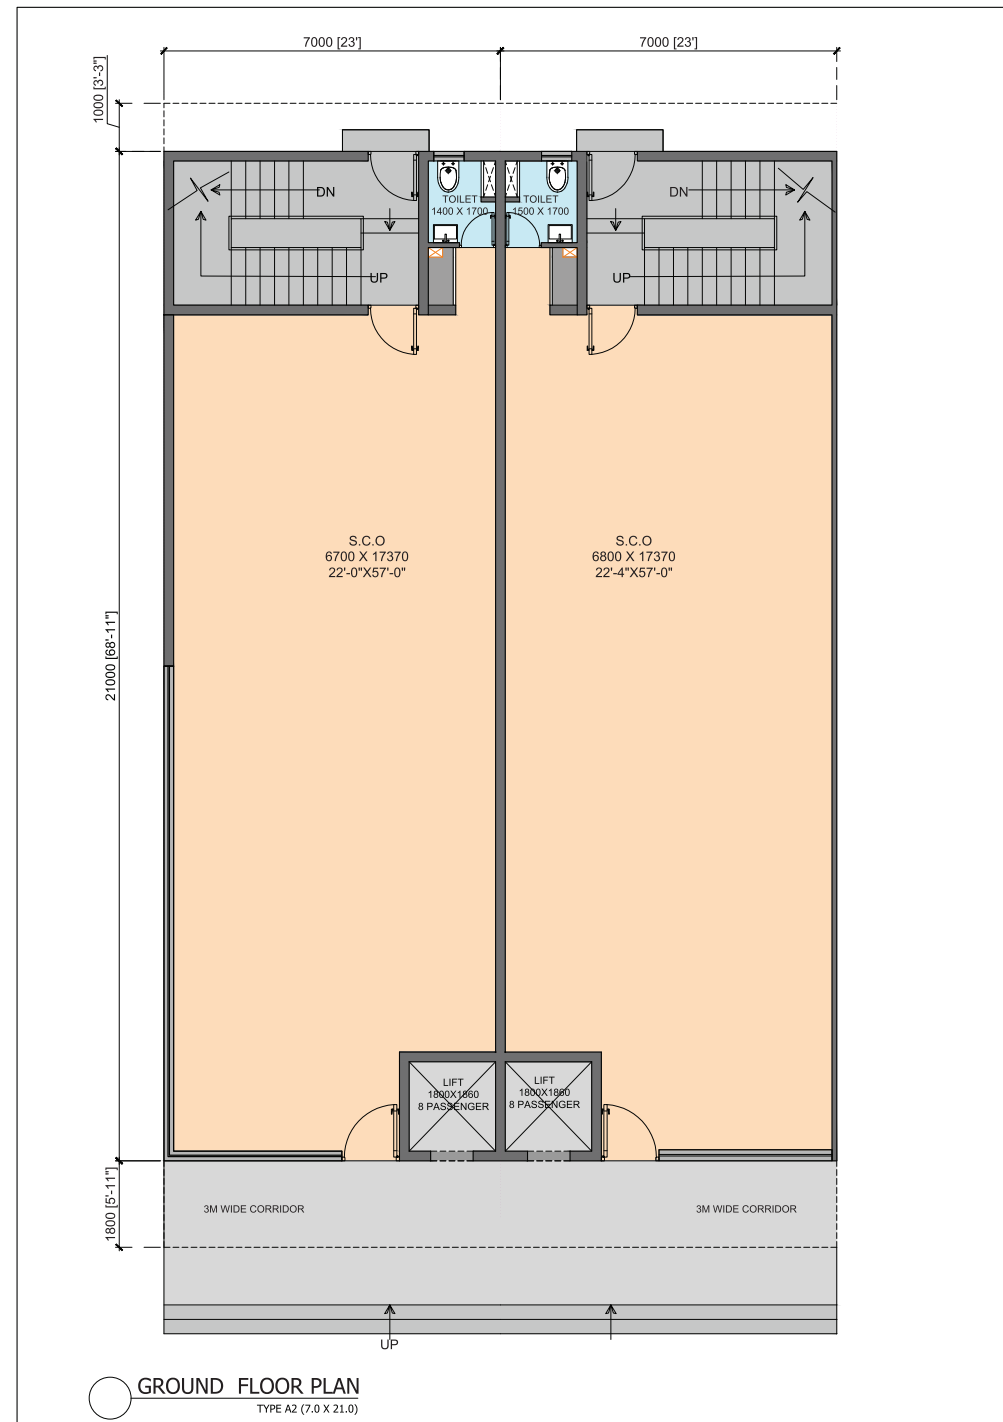 7000 [23']
7000 [23']
1000 [3'-3"]
DN
DN
TOILET
1400 X 1700
TOILET
1500 X 1700
UP
UP
S.C.O
6700 X 17370
22'-0"X57'-0"
S.C.O
6800 X 17370
22'-4"X57'-0"
21000 [68'-11"]
LIFT
1800X1860
8 PASSENGER
LIFT
1800X1860
8 PASSENGER
1800 [5'-11"]
3M WIDE CORRIDOR
3M WIDE CORRIDOR
UP
GROUND FLOOR PLAN
TYPE A2 (7.0 X 21.0)